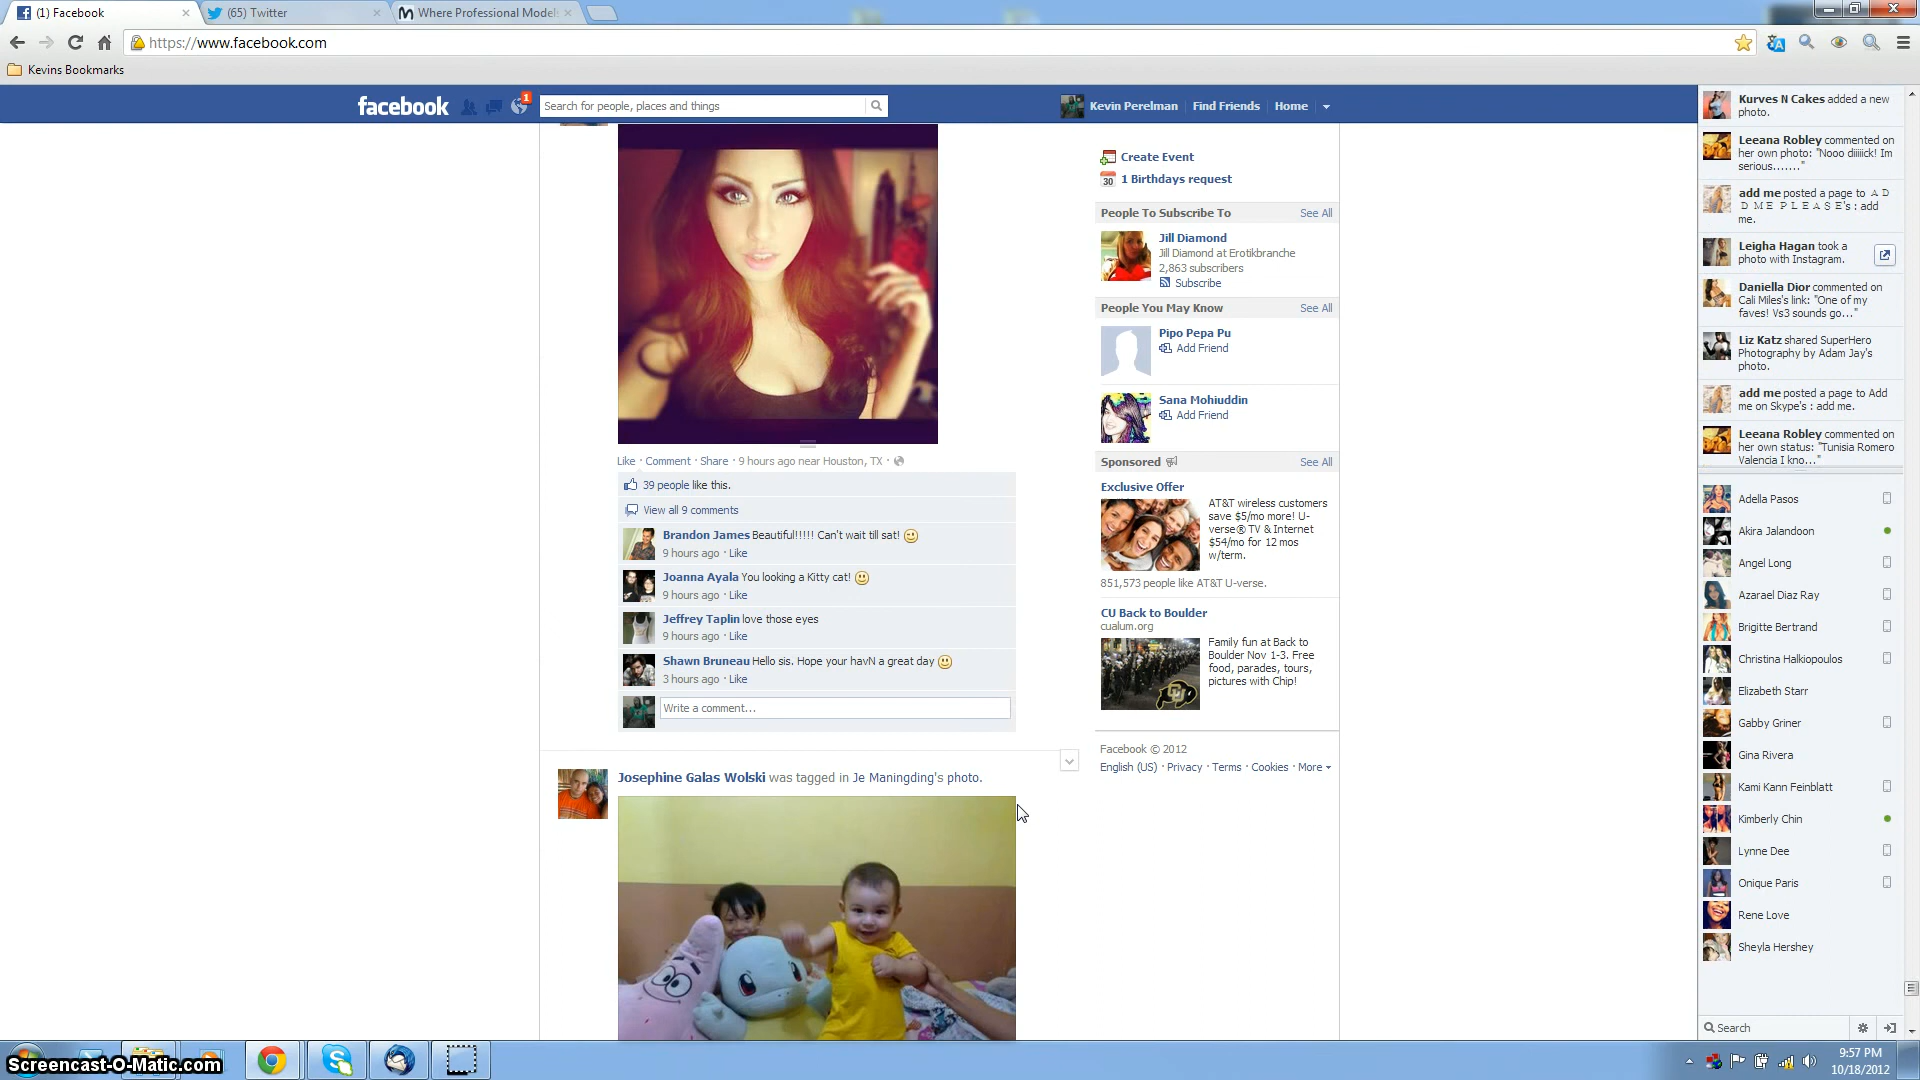 (1) Facebook
(65) Twitter
Where Professional Model
https://www.facebook.com
Kevins Bookmarks
facebook
1
Search for people, places and things
Kevin Perelman
Find Friends
Home
Like · Comment · Share · 9 hours ago near Houston, TX ·
39 people like this.
View all 9 comments
Brandon James Beautiful!!!!! Can't wait till sat!
9 hours ago · Like
Joanna Ayala You looking a Kitty cat!
9 hours ago · Like
Jeffrey Taplin love those eyes
9 hours ago · Like
Shawn Bruneau Hello sis. Hope your havN a great day
3 hours ago · Like
Write a comment...
Josephine Galas Wolski was tagged in Je Maningding's photo.
Create Event
30
1 Birthdays request
People To Subscribe To
See All
Jill Diamond
Jill Diamond at Erotikbranche
2,863 subscribers
Subscribe
People You May Know
See All
Pipo Pepa Pu
Add Friend
Sana Mohiuddin
Add Friend
Sponsored
See All
Exclusive Offer
AT&T wireless customers
save $5/mo more! U-
verse® TV & Internet
$54/mo for 12 mos
w/term.
851,573 people like AT&T U-verse.
CU Back to Boulder
cualum.org
Family fun at Back to
Boulder Nov 1-3. Free
food, parades, tours,
pictures with Chip!
CU
Facebook © 2012
English (US) · Privacy · Terms · Cookies · More
Kurves N Cakes added a new
photo.
Leeana Robley commented on
her own photo: "Nooo diiiiick! Im
serious......."
add me posted a page to A D
D M E P L E A S E's : add
me.
Leigha Hagan took a
photo with Instagram.
Daniella Dior commented on
Cali Miles's link: "One of my
faves! Vs3 sounds go..."
Liz Katz shared SuperHero
Photography by Adam Jay's
photo.
add me posted a page to Add
me on Skype's : add me.
Leeana Robley commented on
her own status: "Tunisia Romero
Valencia I kno..."
Adella Pasos
Akira Jalandoon
Angel Long
Azarael Diaz Ray
Brigitte Bertrand
Christina Halkiopoulos
Elizabeth Starr
Gabby Griner
Gina Rivera
Kami Kann Feinblatt
Kimberly Chin
Lynne Dee
Onique Paris
Rene Love
Sheyla Hershey
Search
Screencast-O-Matic.com
9:57 PM
10/18/2012